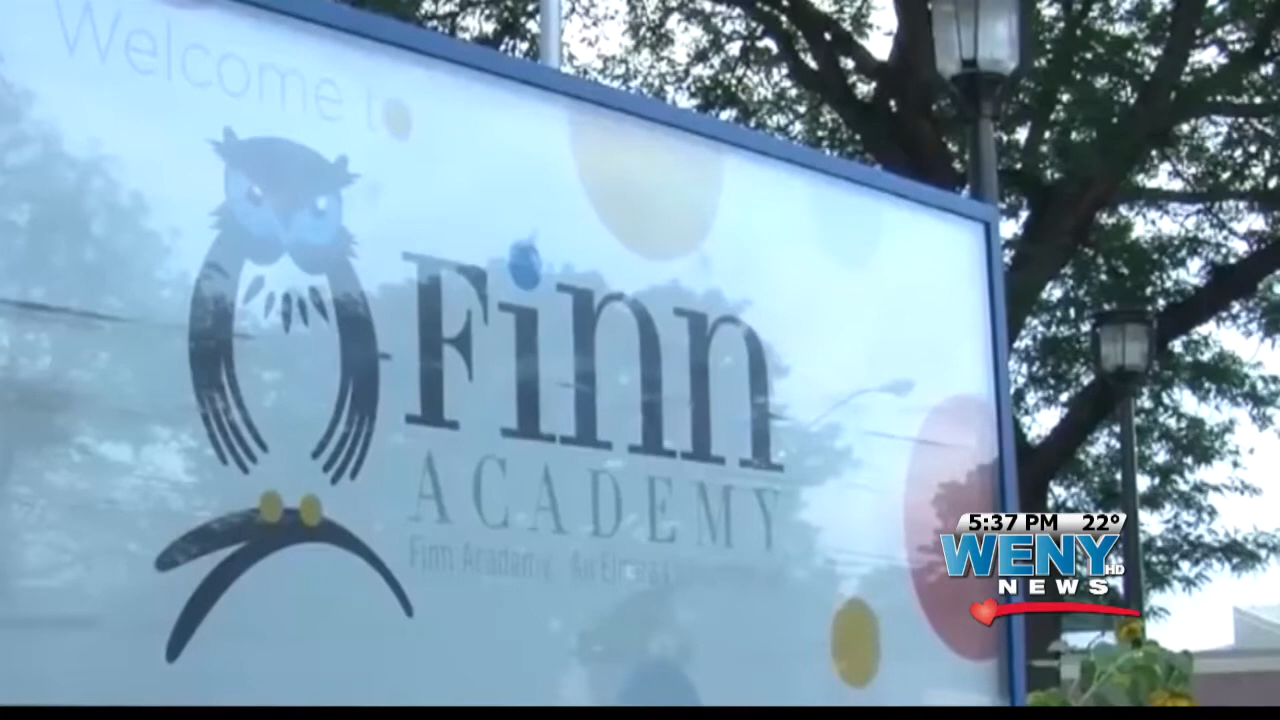 Welcome to
Finn
ACADEMY
Finn Academy
5:37 PM 22°
WENY HD
NEWS